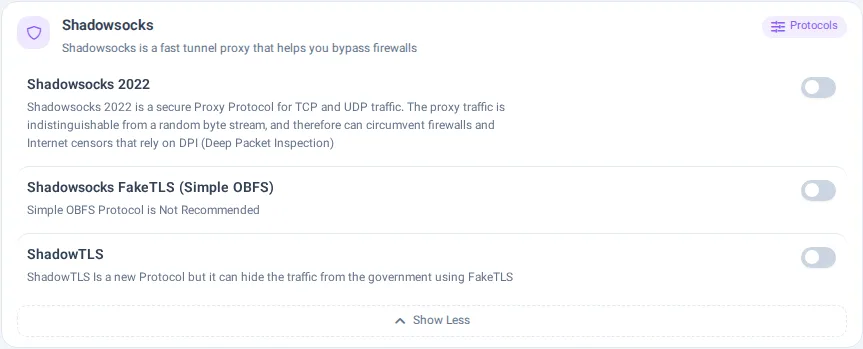 Shadowsocks
Protocols
Shadowsocks is a fast tunnel proxy that helps you bypass firewalls
Shadowsocks 2022
Shadowsocks 2022 is a secure Proxy Protocol for TCP and UDP traffic. The proxy traffic is
indistinguishable from a random byte stream, and therefore can circumvent firewalls and
Internet censors that rely on DPI (Deep Packet Inspection)
Shadowsocks FakeTLS (Simple OBFS)
Simple OBFS Protocol is Not Recommended
ShadowTLS
ShadowTLS Is a new Protocol but it can hide the traffic from the government using FakeTLS
Show Less